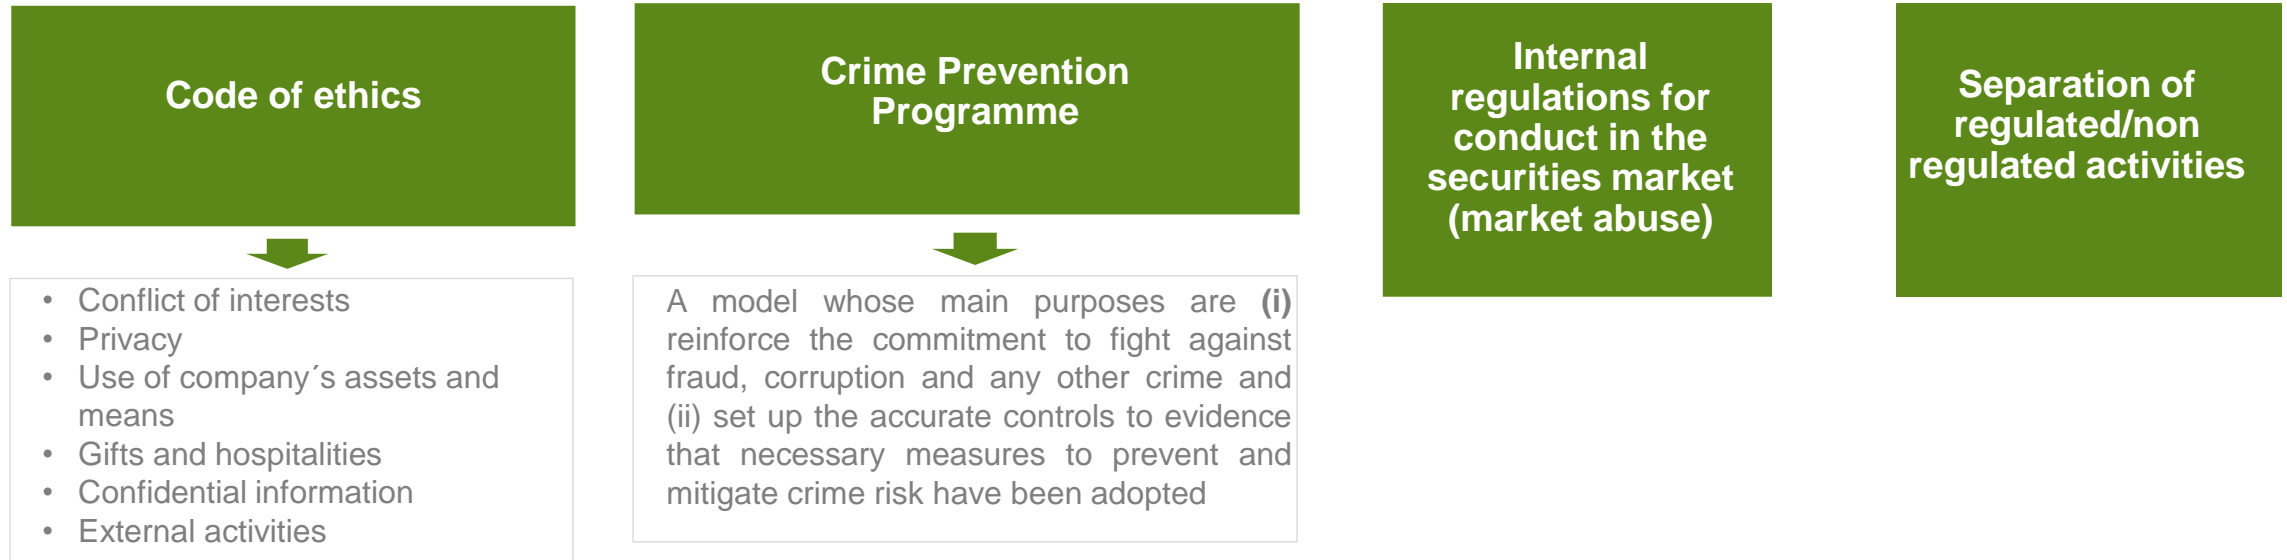 Code of ethics
• Conflict of interests
• Privacy
• Use of company´s assets and
means
• Gifts and hospitalities
• Confidential information
• External activities
Crime Prevention
Programme
A model whose main purposes are (i)
reinforce the commitment to fight against
fraud, corruption and any other crime and
(ii) set up the accurate controls to evidence
that necessary measures to prevent and
mitigate crime risk have been adopted
Internal
regulations for
conduct in the
securities market
(market abuse)
Separation of
regulated/non
regulated activities